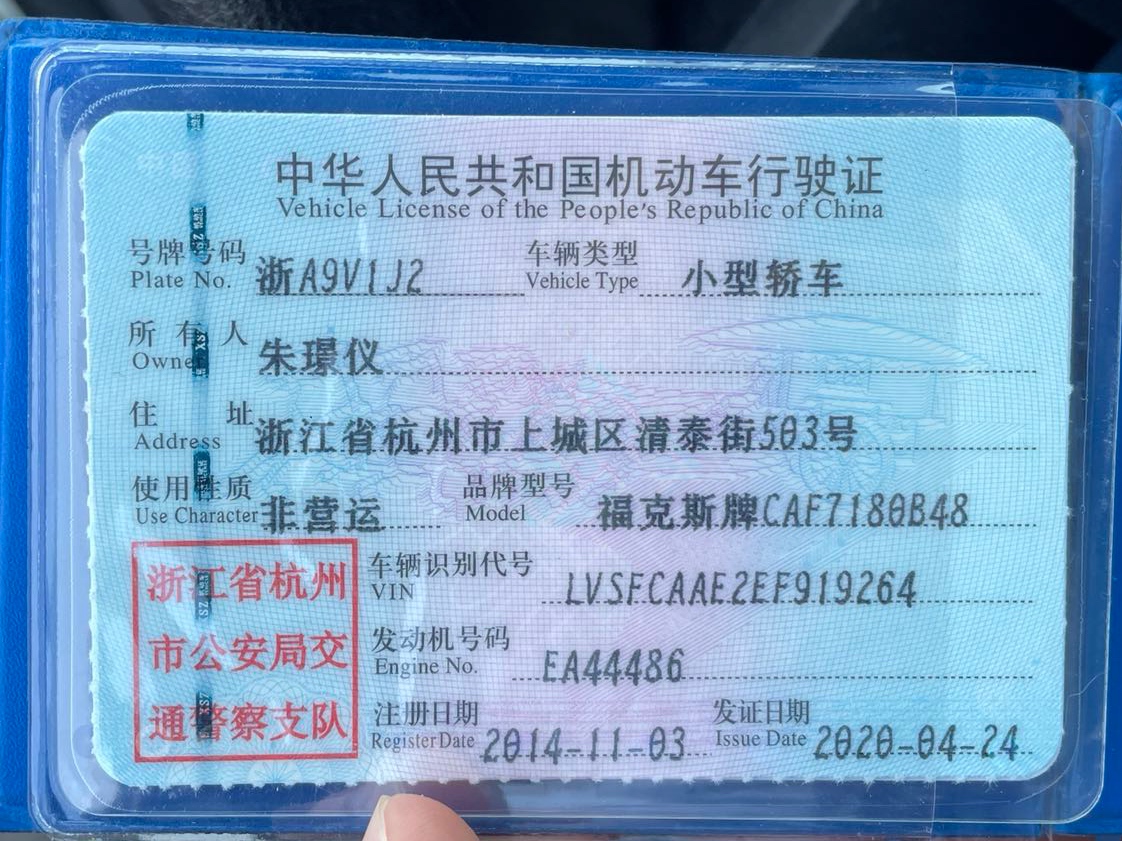 中华人民共和国机动车行驶证
Vehicle License of the People's Republic of China
号牌号码 浙A9V1J2 车辆类型 小型轿车
Plate No. Vehicle Type
所有人 朱璟仪
Owner
住址 浙江省杭州市上城区清泰街503号
Address
使用性质 非营运 品牌型号 福克斯牌CAF7180B48
Use Character Model
浙江省杭州
市公安局交
通警察支队
车辆识别代号 LVSFCAAE2EF919264
VIN
发动机号码 EA44486
Engine No.
注册日期 2014-11-03 发证日期 2020-04-24
Register Date Issue Date